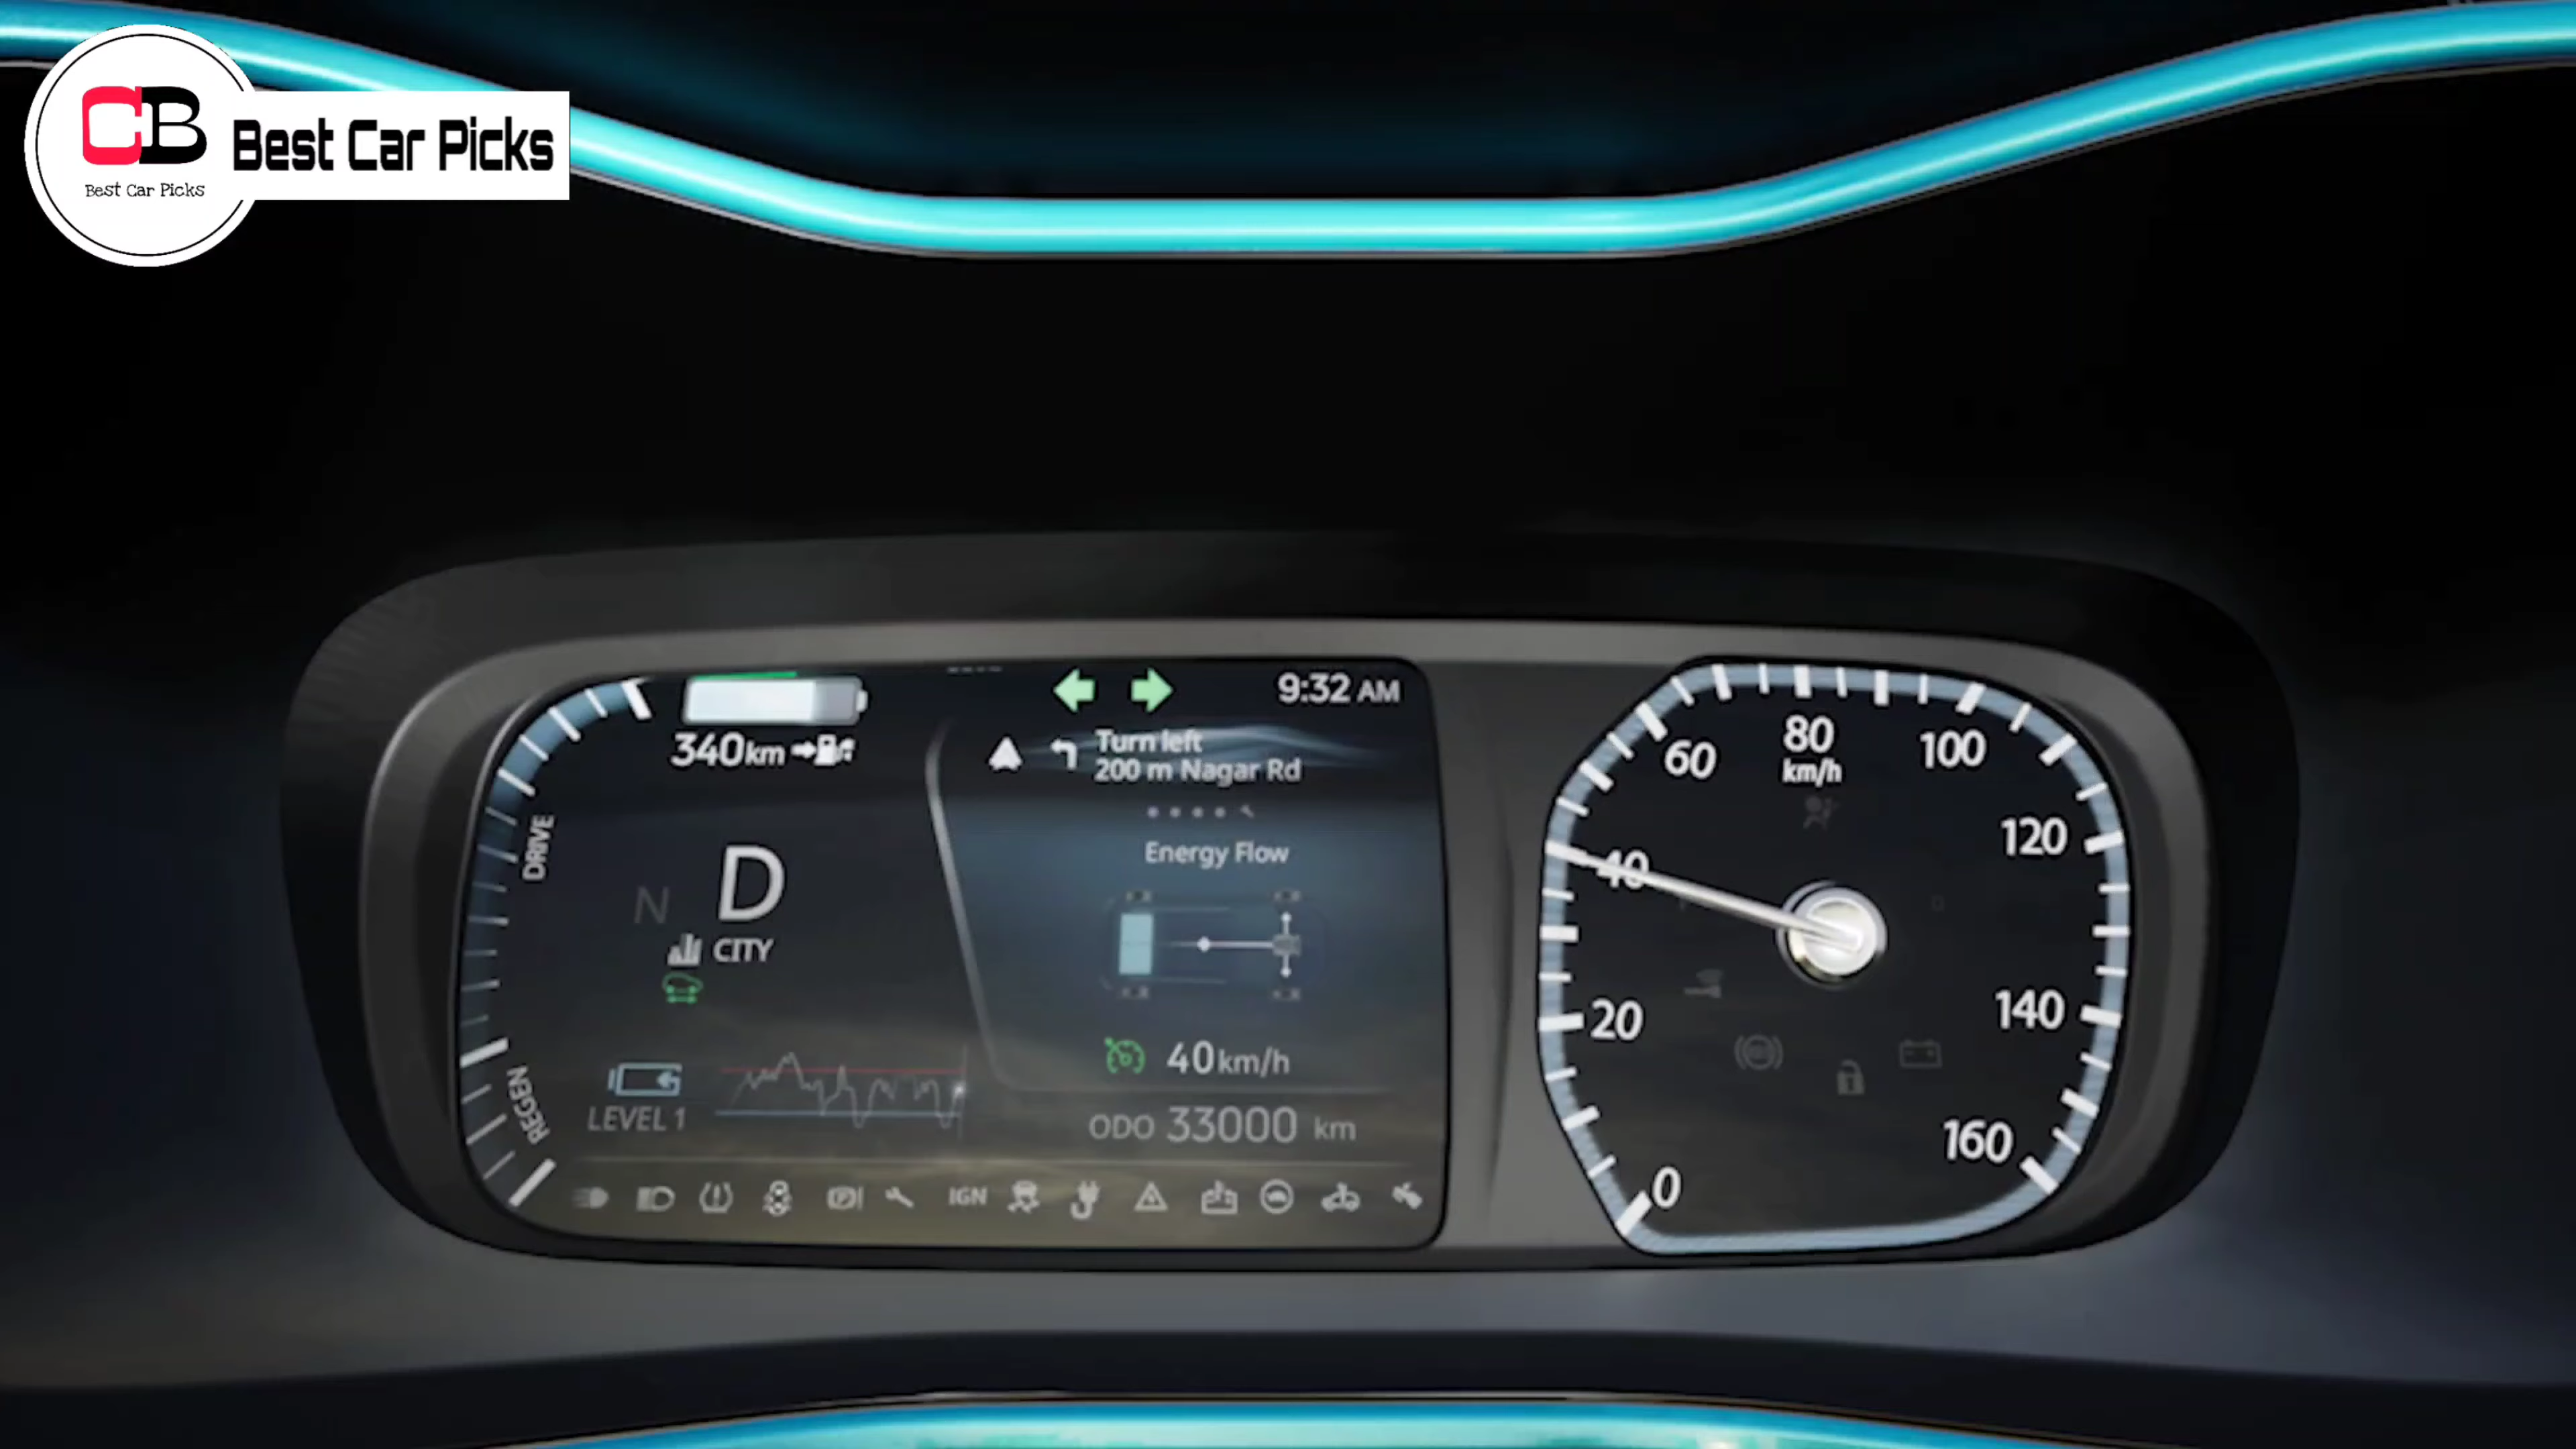 CB
Best Car Picks
Best Car Picks
9:32 AM
340km
Turn left
200 m Nagar Rd
Energy Flow
DRIVE
N D
CITY
40km/h
REGEN
LEVEL 1
ODO 33000 km
IGN
0
20
40
60
80
km/h
100
120
140
160